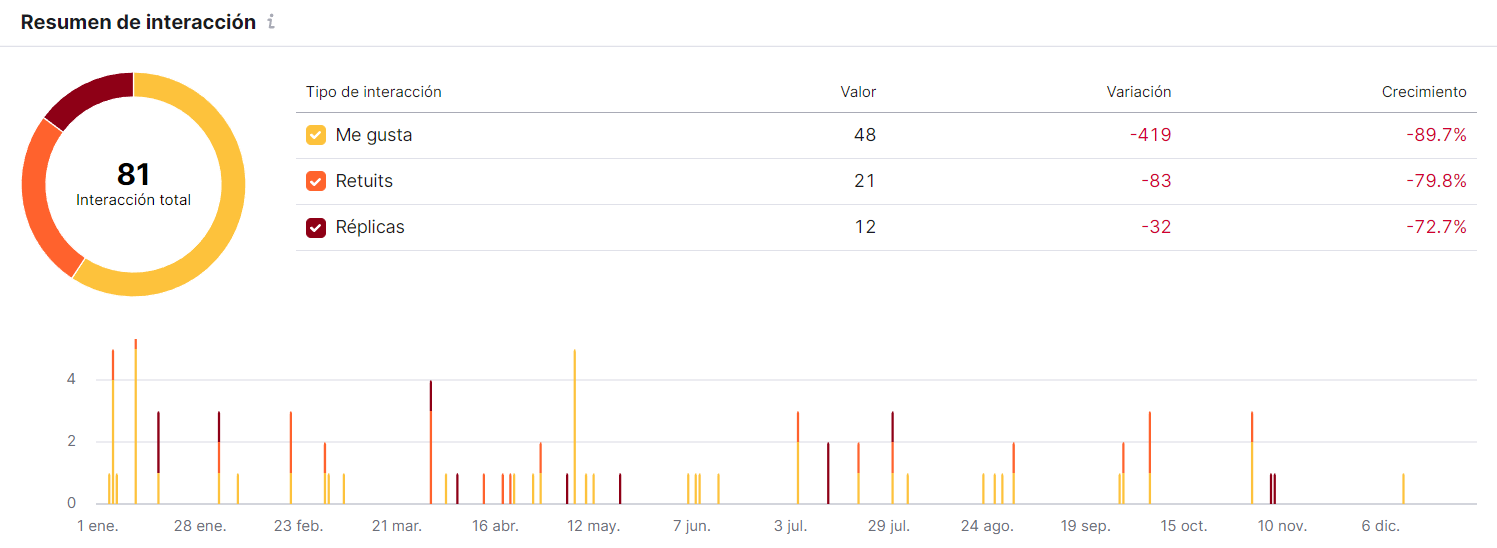 Resumen de interacción i
81
Interacción total
Tipo de interacción Valor Variación Crecimiento
Me gusta 48 -419 -89.7%
Retuits 21 -83 -79.8%
Réplicas 12 -32 -72.7%
4
2
0
1 ene. 28 ene. 23 feb. 21 mar. 16 abr. 12 may. 7 jun. 3 jul. 29 jul. 24 ago. 19 sep. 15 oct. 10 nov. 6 dic.